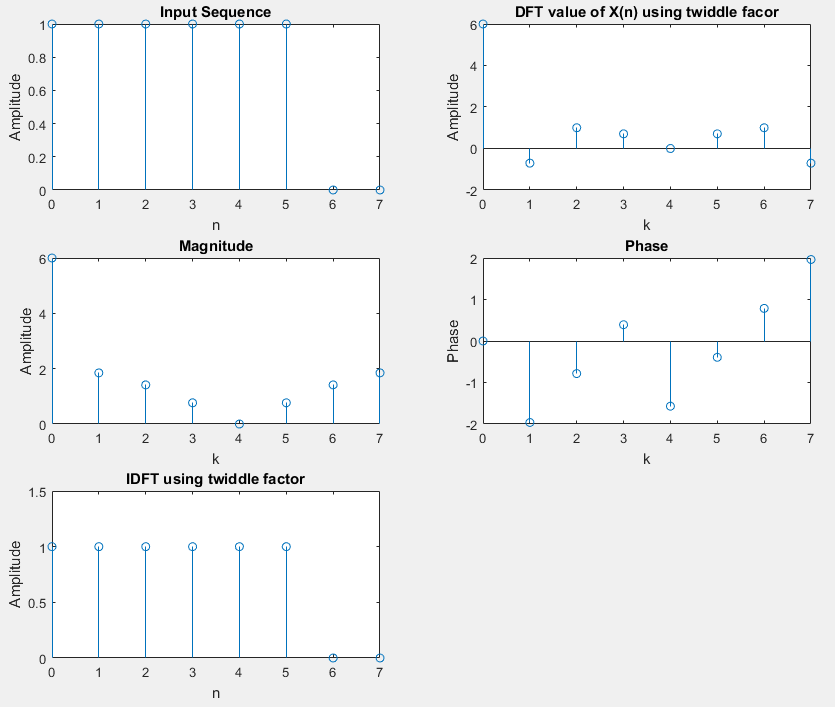 Input Sequence
1
0.8
0.6
0.4
0.2
0
Amplitude
0 1 2 3 4 5 6 7
n
DFT value of X(n) using twiddle facor
6
4
2
0
-2
Amplitude
0 1 2 3 4 5 6 7
k
Magnitude
6
4
2
0
Amplitude
0 1 2 3 4 5 6 7
k
Phase
2
1
0
-1
-2
Phase
0 1 2 3 4 5 6 7
k
IDFT using twiddle factor
1.5
1
0.5
0
Amplitude
0 1 2 3 4 5 6 7
n